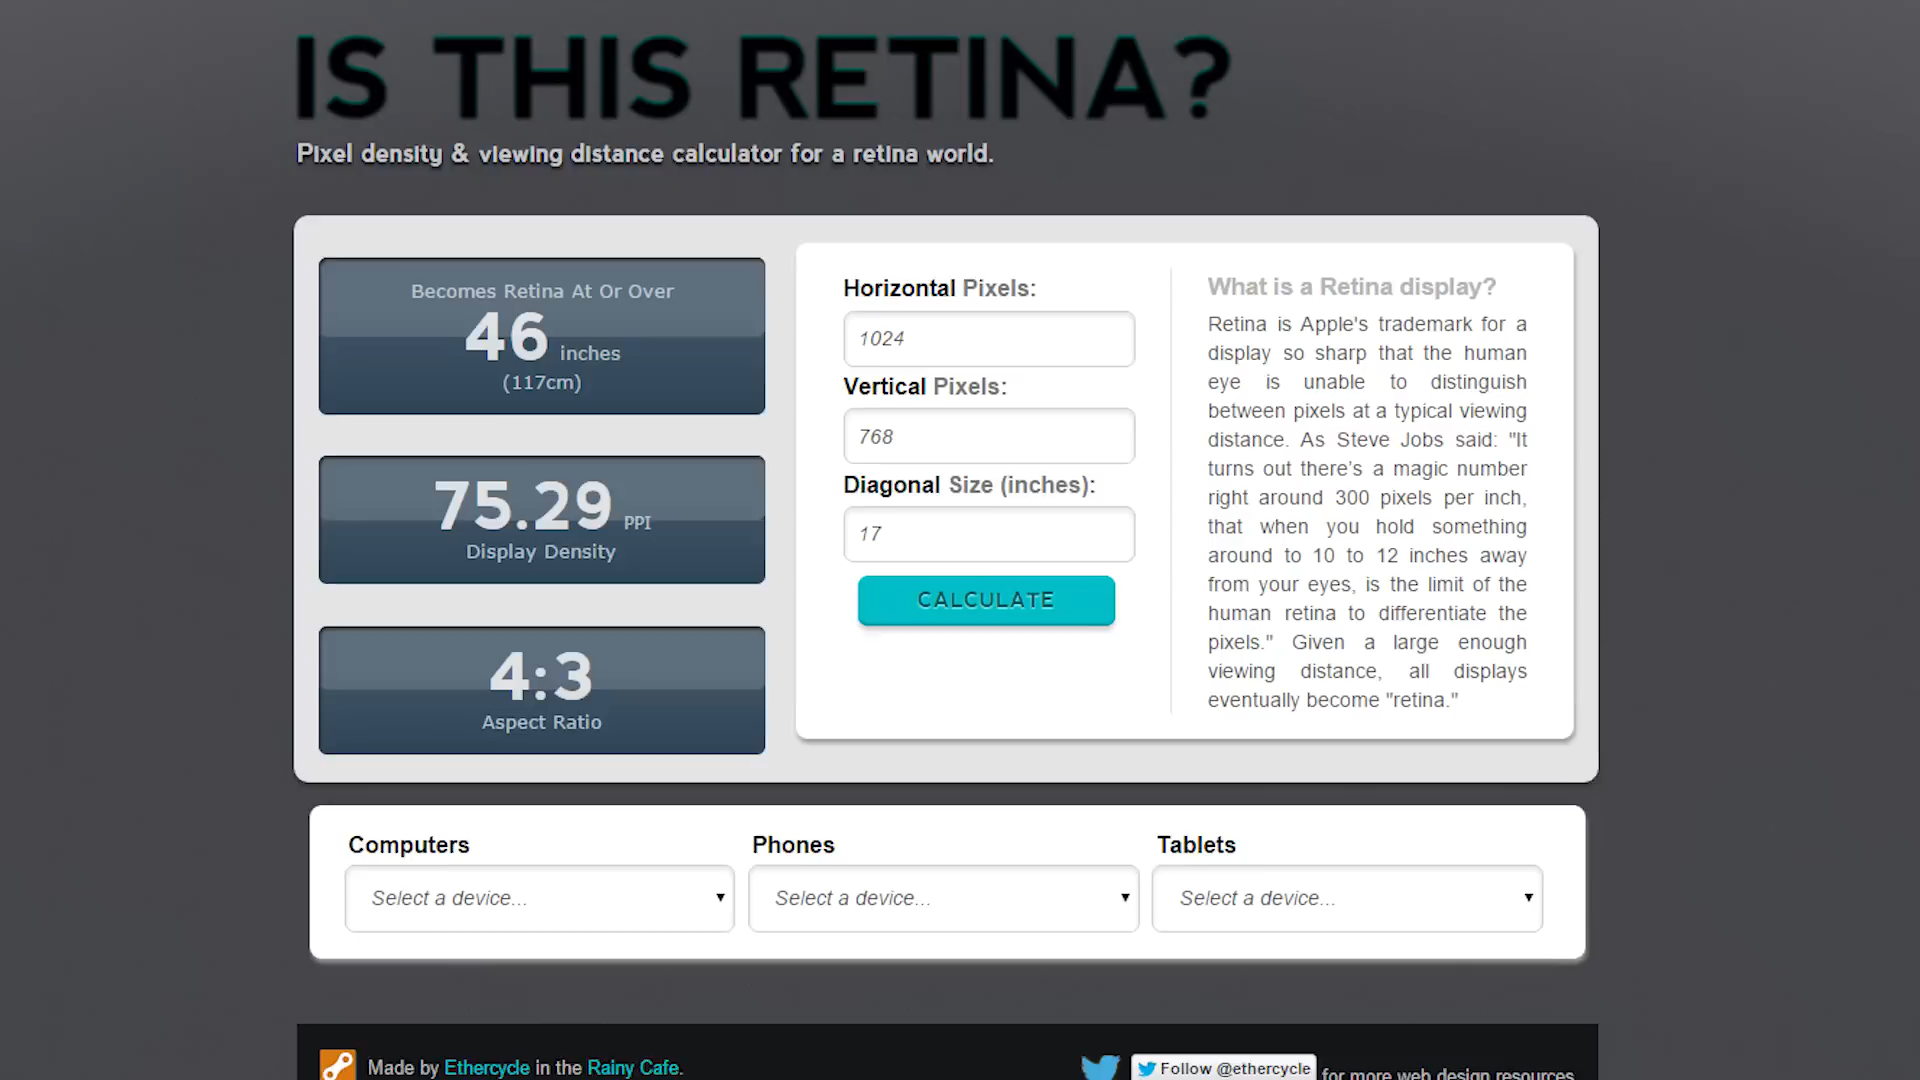 IS THIS RETINA?
Pixel density & viewing distance calculator for a retina world.
Becomes Retina At Or Over
46 inches
(117cm)
75.29 PPI
Display Density
4:3
Aspect Ratio
Horizontal Pixels:
1024
Vertical Pixels:
768
Diagonal Size (inches):
17
CALCULATE
What is a Retina display?
Retina is Apple's trademark for a
display so sharp that the human
eye is unable to distinguish
between pixels at a typical viewing
distance. As Steve Jobs said: "It
turns out there's a magic number
right around 300 pixels per inch,
that when you hold something
around to 10 to 12 inches away
from your eyes, is the limit of the
human retina to differentiate the
pixels." Given a large enough
viewing distance, all displays
eventually become "retina."
Computers
Select a device...
Phones
Select a device...
Tablets
Select a device...
Made by Ethercycle in the Rainy Cafe.
Follow @ethercycle for more web design resources